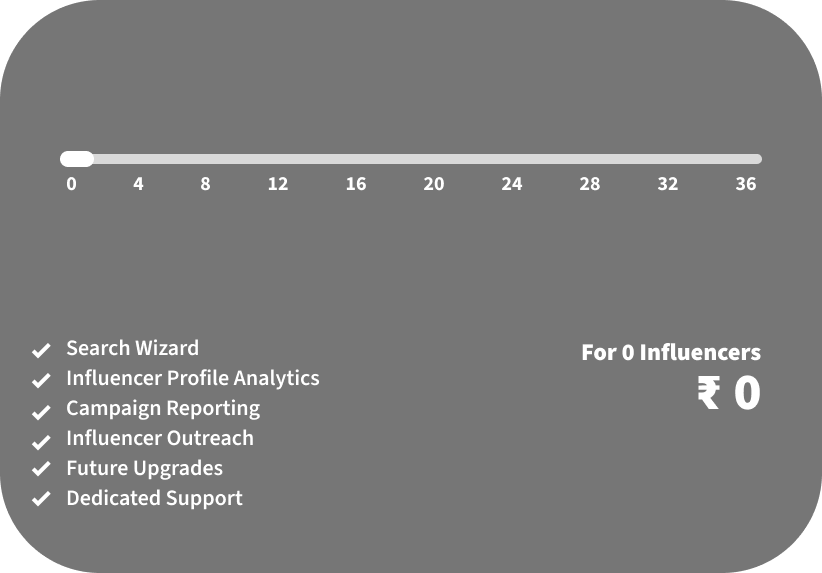 0 4 8 12 16 20 24 28 32 36
Search Wizard
Influencer Profile Analytics
Campaign Reporting
Influencer Outreach
Future Upgrades
Dedicated Support
For 0 Influencers
₹ 0